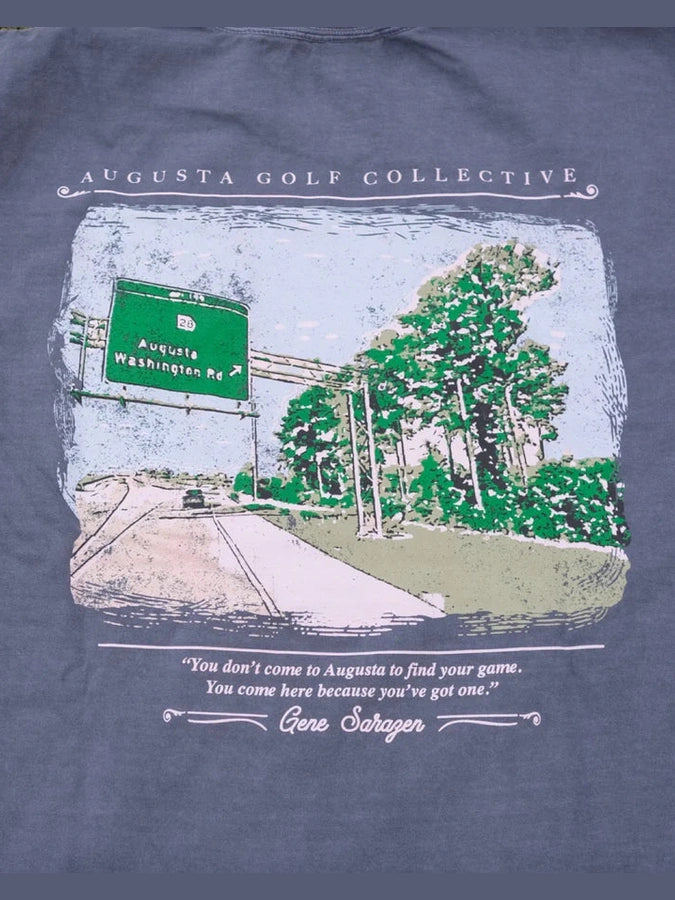 AUGUSTA GOLF COLLECTIVE
28
Augusta
Washington Rd
“You don’t come to Augusta to find your game.
You come here because you’ve got one.”
Gene Sarazen